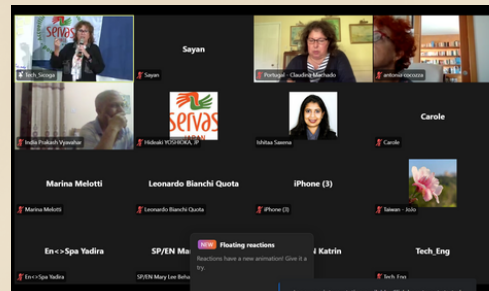 servas
Tech_Siroga
Sayan
Sayan
Portugal - Claudina Machado
antonia cocozza
India Prakash Vyavahar
servas
JAPAN
Hideaki YOSHIOKA, JP
Ishitaa Saxena
Carole
Carole
Marina Melotti
Marina Melotti
Leonardo Bianchi Quota
Leonardo Bianchi Quota
iPhone (3)
iPhone (3)
Taiwan - JoJo
En<>Spa Yadira
En<>Spa Yadira
SP/EN Mar
SP/EN Mary Lee Beha
NEW Floating reactions
Reactions have a new animation! Give it a
try.
Katrin
Tech_Eng
Tech_Eng